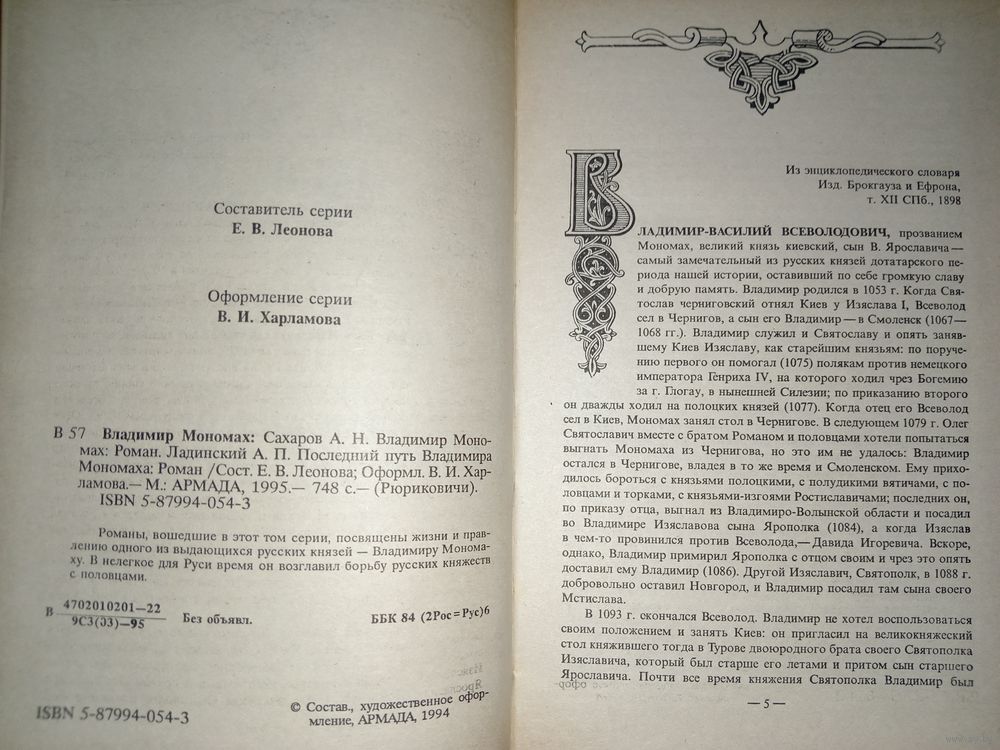 Составитель серии
Е. В. Леонова
Оформление серии
В. И. Харламова
В 57 Владимир Мономах: Сахаров А. Н. Владимир Моно-
мах: Роман. Ладинский А. П. Последний путь Владимира
Мономаха: Роман /Сост. Е. В. Леонова; Оформл. В. И. Хар-
ламова.— М.: АРМАДА, 1995.— 748 с.— (Рюриковичи).
ISBN 5-87994-054-3
Романы, вошедшие в этот том серии, посвящены жизни и прав-
лению одного из выдающихся русских князей — Владимиру Монома-
ху. В нелегкое для Руси время он возглавил борьбу русских княжеств
с половцами.
В 4702010201—22
9С3(03)—95
Без объявл.
ББК 84 (2Рос=Рус)6
ISBN 5-87994-054-3
© Состав., художественное офор-
мление, АРМАДА, 1994
Из энциклопедического словаря
Изд. Брокгауза и Ефрона,
т. XII СПб., 1898
ВЛАДИМИР-ВАСИЛИЙ ВСЕВОЛОДОВИЧ, прозванием
Мономах, великий князь киевский, сын В. Ярославича—
самый замечательный из русских князей дотатарского пе-
риода нашей истории, оставивший по себе громкую славу
и добрую память. Владимир родился в 1053 г. Когда Свя-
тослав черниговский отнял Киев у Изяслава I, Всеволод
сел в Чернигов, а сын его Владимир — в Смоленск (1067—
1068 гг.). Владимир служил и Святославу и опять заняв-
шему Киев Изяславу, как старейшим князьям: по поруче-
нию первого он помогал (1075) полякам против немецкого
императора Генриха IV, на которого ходил чрез Богемию
за г. Глогау, в нынешней Силезии; по приказанию второго
он дважды ходил на полоцких князей (1077). Когда отец его Всеволод
сел в Киев, Мономах занял стол в Чернигове. В следующем 1079 г. Олег
Святославич вместе с братом Романом и половцами хотели попытаться
выгнать Мономаха из Чернигова, но это им не удалось: Владимир
остался в Чернигове, владея в то же время и Смоленском. Ему прихо-
дилось бороться с князьями полоцкими, с полудикими вятичами, с по-
ловцами и торками, с князьями-изгоями Ростиславичами; последних он,
по приказу отца, выгнал из Владимиро-Волынской области и посадил
во Владимире Изяславова сына Ярополка (1084), а когда Изяслав
в чем-то провинился против Всеволода,— Давида Игоревича. Вскоре,
однако, Владимир примирил Ярополка с отцом своим и чрез это опять
доставил ему Владимир (1086). Другой Изяславич, Святополк, в 1088 г.
добровольно оставил Новгород, и Владимир посадил там сына своего
Мстислава.
В 1093 г. скончался Всеволод. Владимир не хотел воспользоваться
своим положением и занять Киев: он пригласил на великокняжеский
стол княжившего тогда в Турове двоюродного брата своего Святополка
Изяславича, который был старше его летами и притом сын старшего
Ярославича. Почти все время княжения Святополка Владимир был
— 5 —